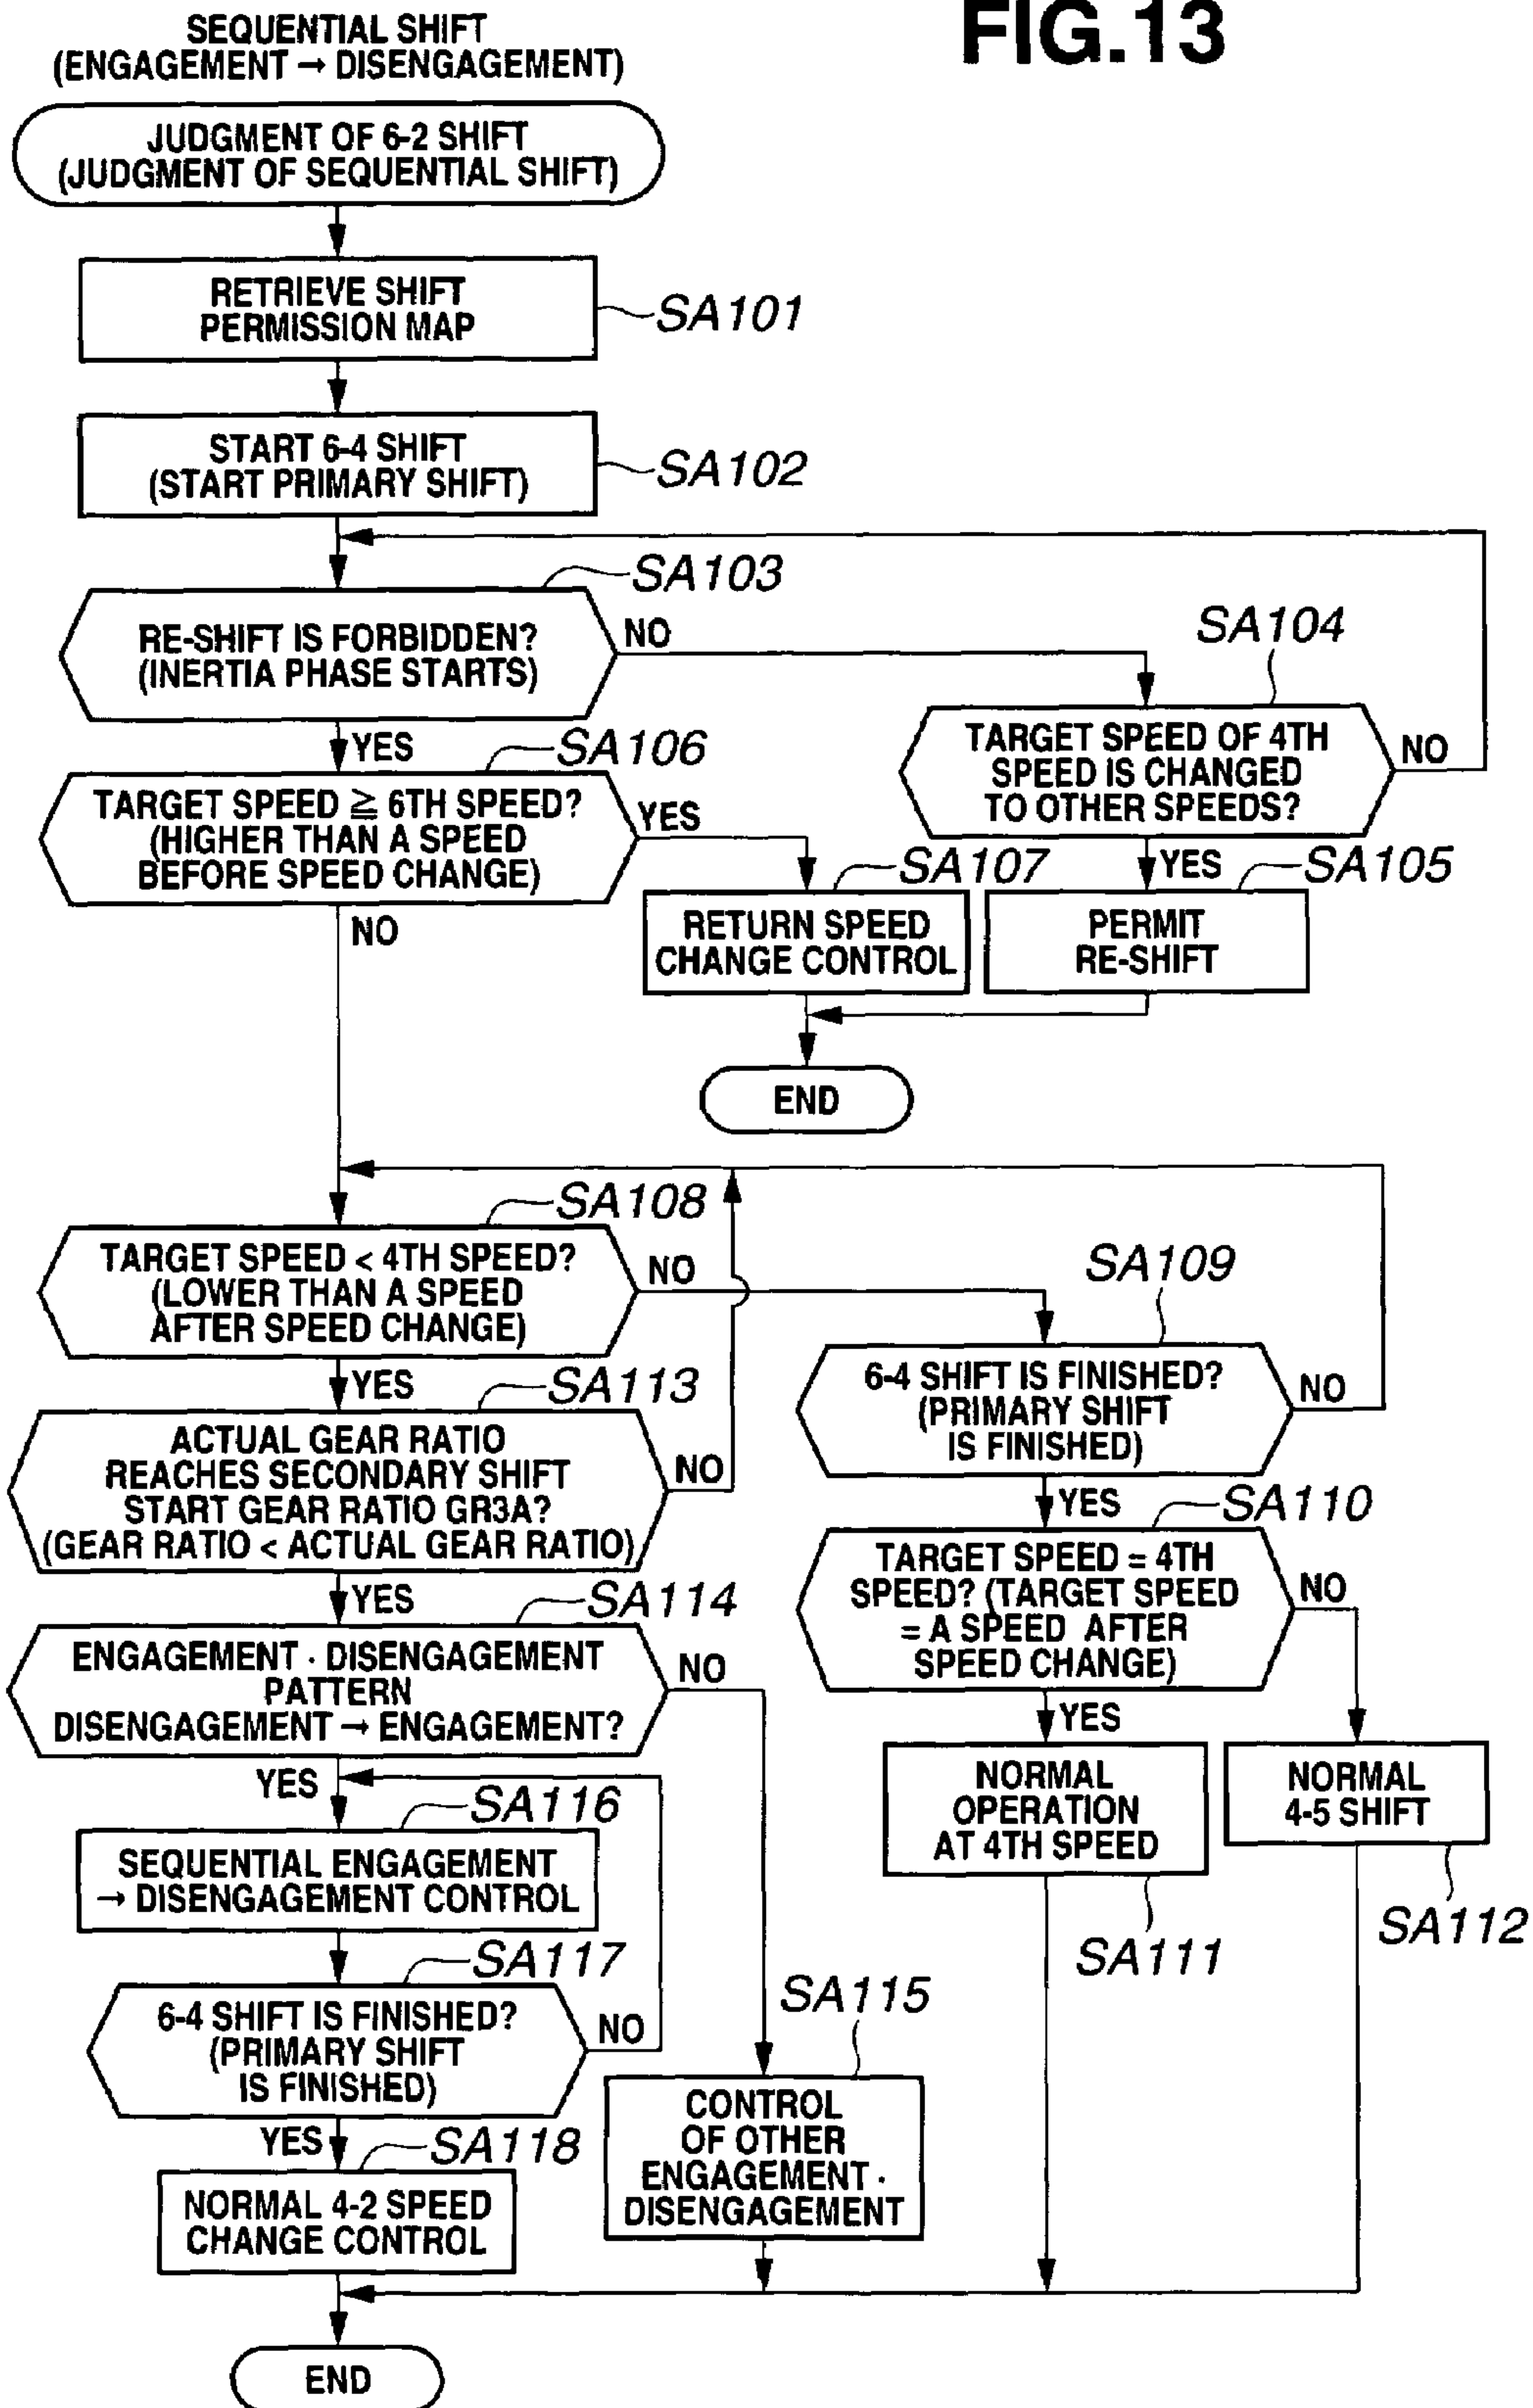 FIG.13
SEQUENTIAL SHIFT
(ENGAGEMENT → DISENGAGEMENT)
JUDGMENT OF 6-2 SHIFT
(JUDGMENT OF SEQUENTIAL SHIFT)
RETRIEVE SHIFT
PERMISSION MAP
SA101
START 6-4 SHIFT
(START PRIMARY SHIFT)
SA102
SA103
RE-SHIFT IS FORBIDDEN?
(INERTIA PHASE STARTS)
NO
YES
SA104
TARGET SPEED OF 4TH
SPEED IS CHANGED
TO OTHER SPEEDS?
NO
YES
SA105
PERMIT
RE-SHIFT
SA106
TARGET SPEED ≧ 6TH SPEED?
(HIGHER THAN A SPEED
BEFORE SPEED CHANGE)
YES
NO
SA107
RETURN SPEED
CHANGE CONTROL
END
SA108
TARGET SPEED < 4TH SPEED?
(LOWER THAN A SPEED
AFTER SPEED CHANGE)
NO
YES
SA109
6-4 SHIFT IS FINISHED?
(PRIMARY SHIFT
IS FINISHED)
NO
YES
SA110
TARGET SPEED = 4TH
SPEED? (TARGET SPEED
= A SPEED AFTER
SPEED CHANGE)
NO
YES
NORMAL
OPERATION
AT 4TH SPEED
SA111
NORMAL
4-5 SHIFT
SA112
SA113
ACTUAL GEAR RATIO
REACHES SECONDARY SHIFT
START GEAR RATIO GR3A?
(GEAR RATIO < ACTUAL GEAR RATIO)
NO
YES
SA114
ENGAGEMENT · DISENGAGEMENT
PATTERN
DISENGAGEMENT → ENGAGEMENT?
NO
YES
SA115
CONTROL
OF OTHER
ENGAGEMENT ·
DISENGAGEMENT
SA116
SEQUENTIAL ENGAGEMENT
→ DISENGAGEMENT CONTROL
SA117
6-4 SHIFT IS FINISHED?
(PRIMARY SHIFT
IS FINISHED)
NO
YES
SA118
NORMAL 4-2 SPEED
CHANGE CONTROL
END